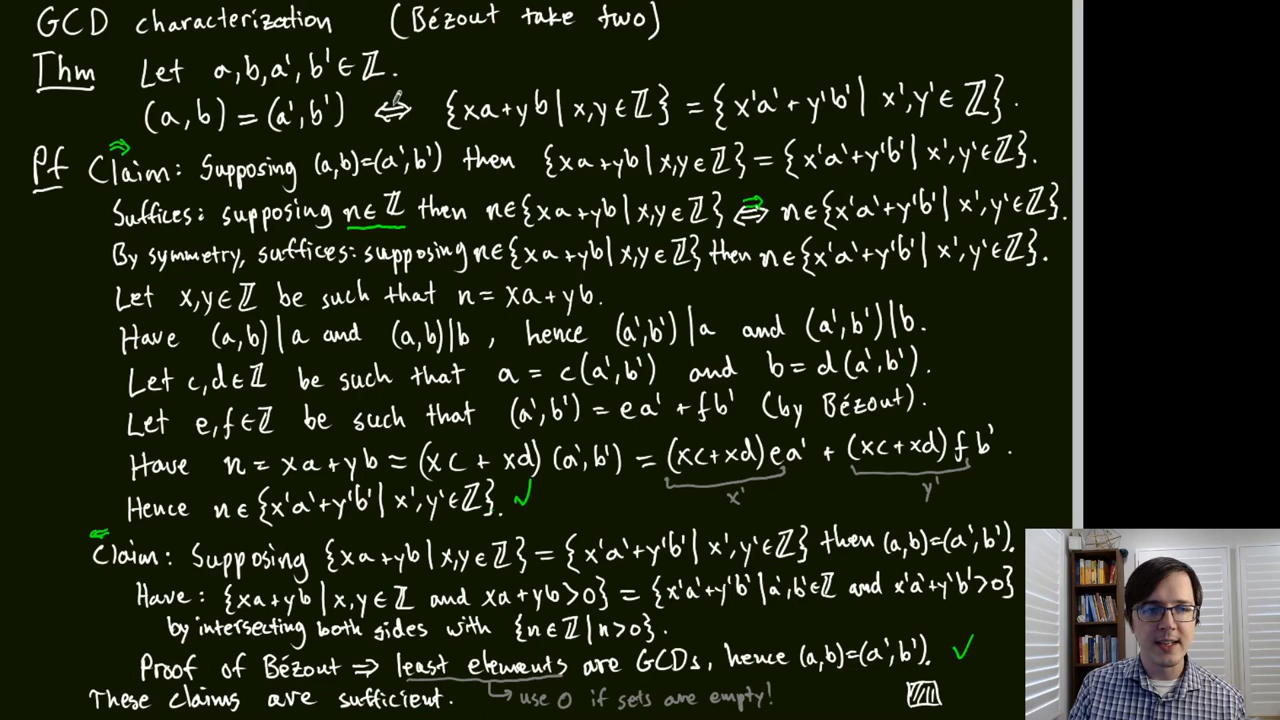 GCD characterization (Bézout take two)
Thm Let a, b, a', b' ∈ ℤ.
(a,b) = (a',b') ⇔ {xa+yb | x,y ∈ ℤ} = {x'a'+y'b' | x',y' ∈ ℤ}.
⇒
Pf Claim: Supposing (a,b)=(a',b') then {xa+yb | x,y∈ℤ} = {x'a'+y'b' | x',y'∈ℤ}.
Suffices: supposing n∈ℤ then n∈{xa+yb | x,y∈ℤ} ⇔ n∈{x'a'+y'b' | x',y'∈ℤ}.
By symmetry, suffices: supposing n∈{xa+yb | x,y∈ℤ} then n∈{x'a'+y'b' | x',y'∈ℤ}.
Let x,y∈ℤ be such that n = xa+yb.
Have (a,b)|a and (a,b)|b, hence (a',b')|a and (a',b')|b.
Let c,d∈ℤ be such that a = c(a',b') and b = d(a',b').
Let e,f∈ℤ be such that (a',b') = ea' + fb' (by Bézout).
Have n = xa+yb = (xc + xd)(a',b') = (xc+xd)ea' + (xc+xd)fb'.
x' y'
Hence n∈{x'a'+y'b' | x',y'∈ℤ}. ✓
⇐
Claim: Supposing {xa+yb | x,y∈ℤ} = {x'a'+y'b' | x',y'∈ℤ} then (a,b)=(a',b').
Have: {xa+yb | x,y∈ℤ and xa+yb>0} = {x'a'+y'b' | a',b'∈ℤ and x'a'+y'b'>0}
by intersecting both sides with {n∈ℤ | n>0}.
Proof of Bézout ⇒ least elements are GCDs, hence (a,b)=(a',b'). ✓
These claims are sufficient. ↳ use 0 if sets are empty!